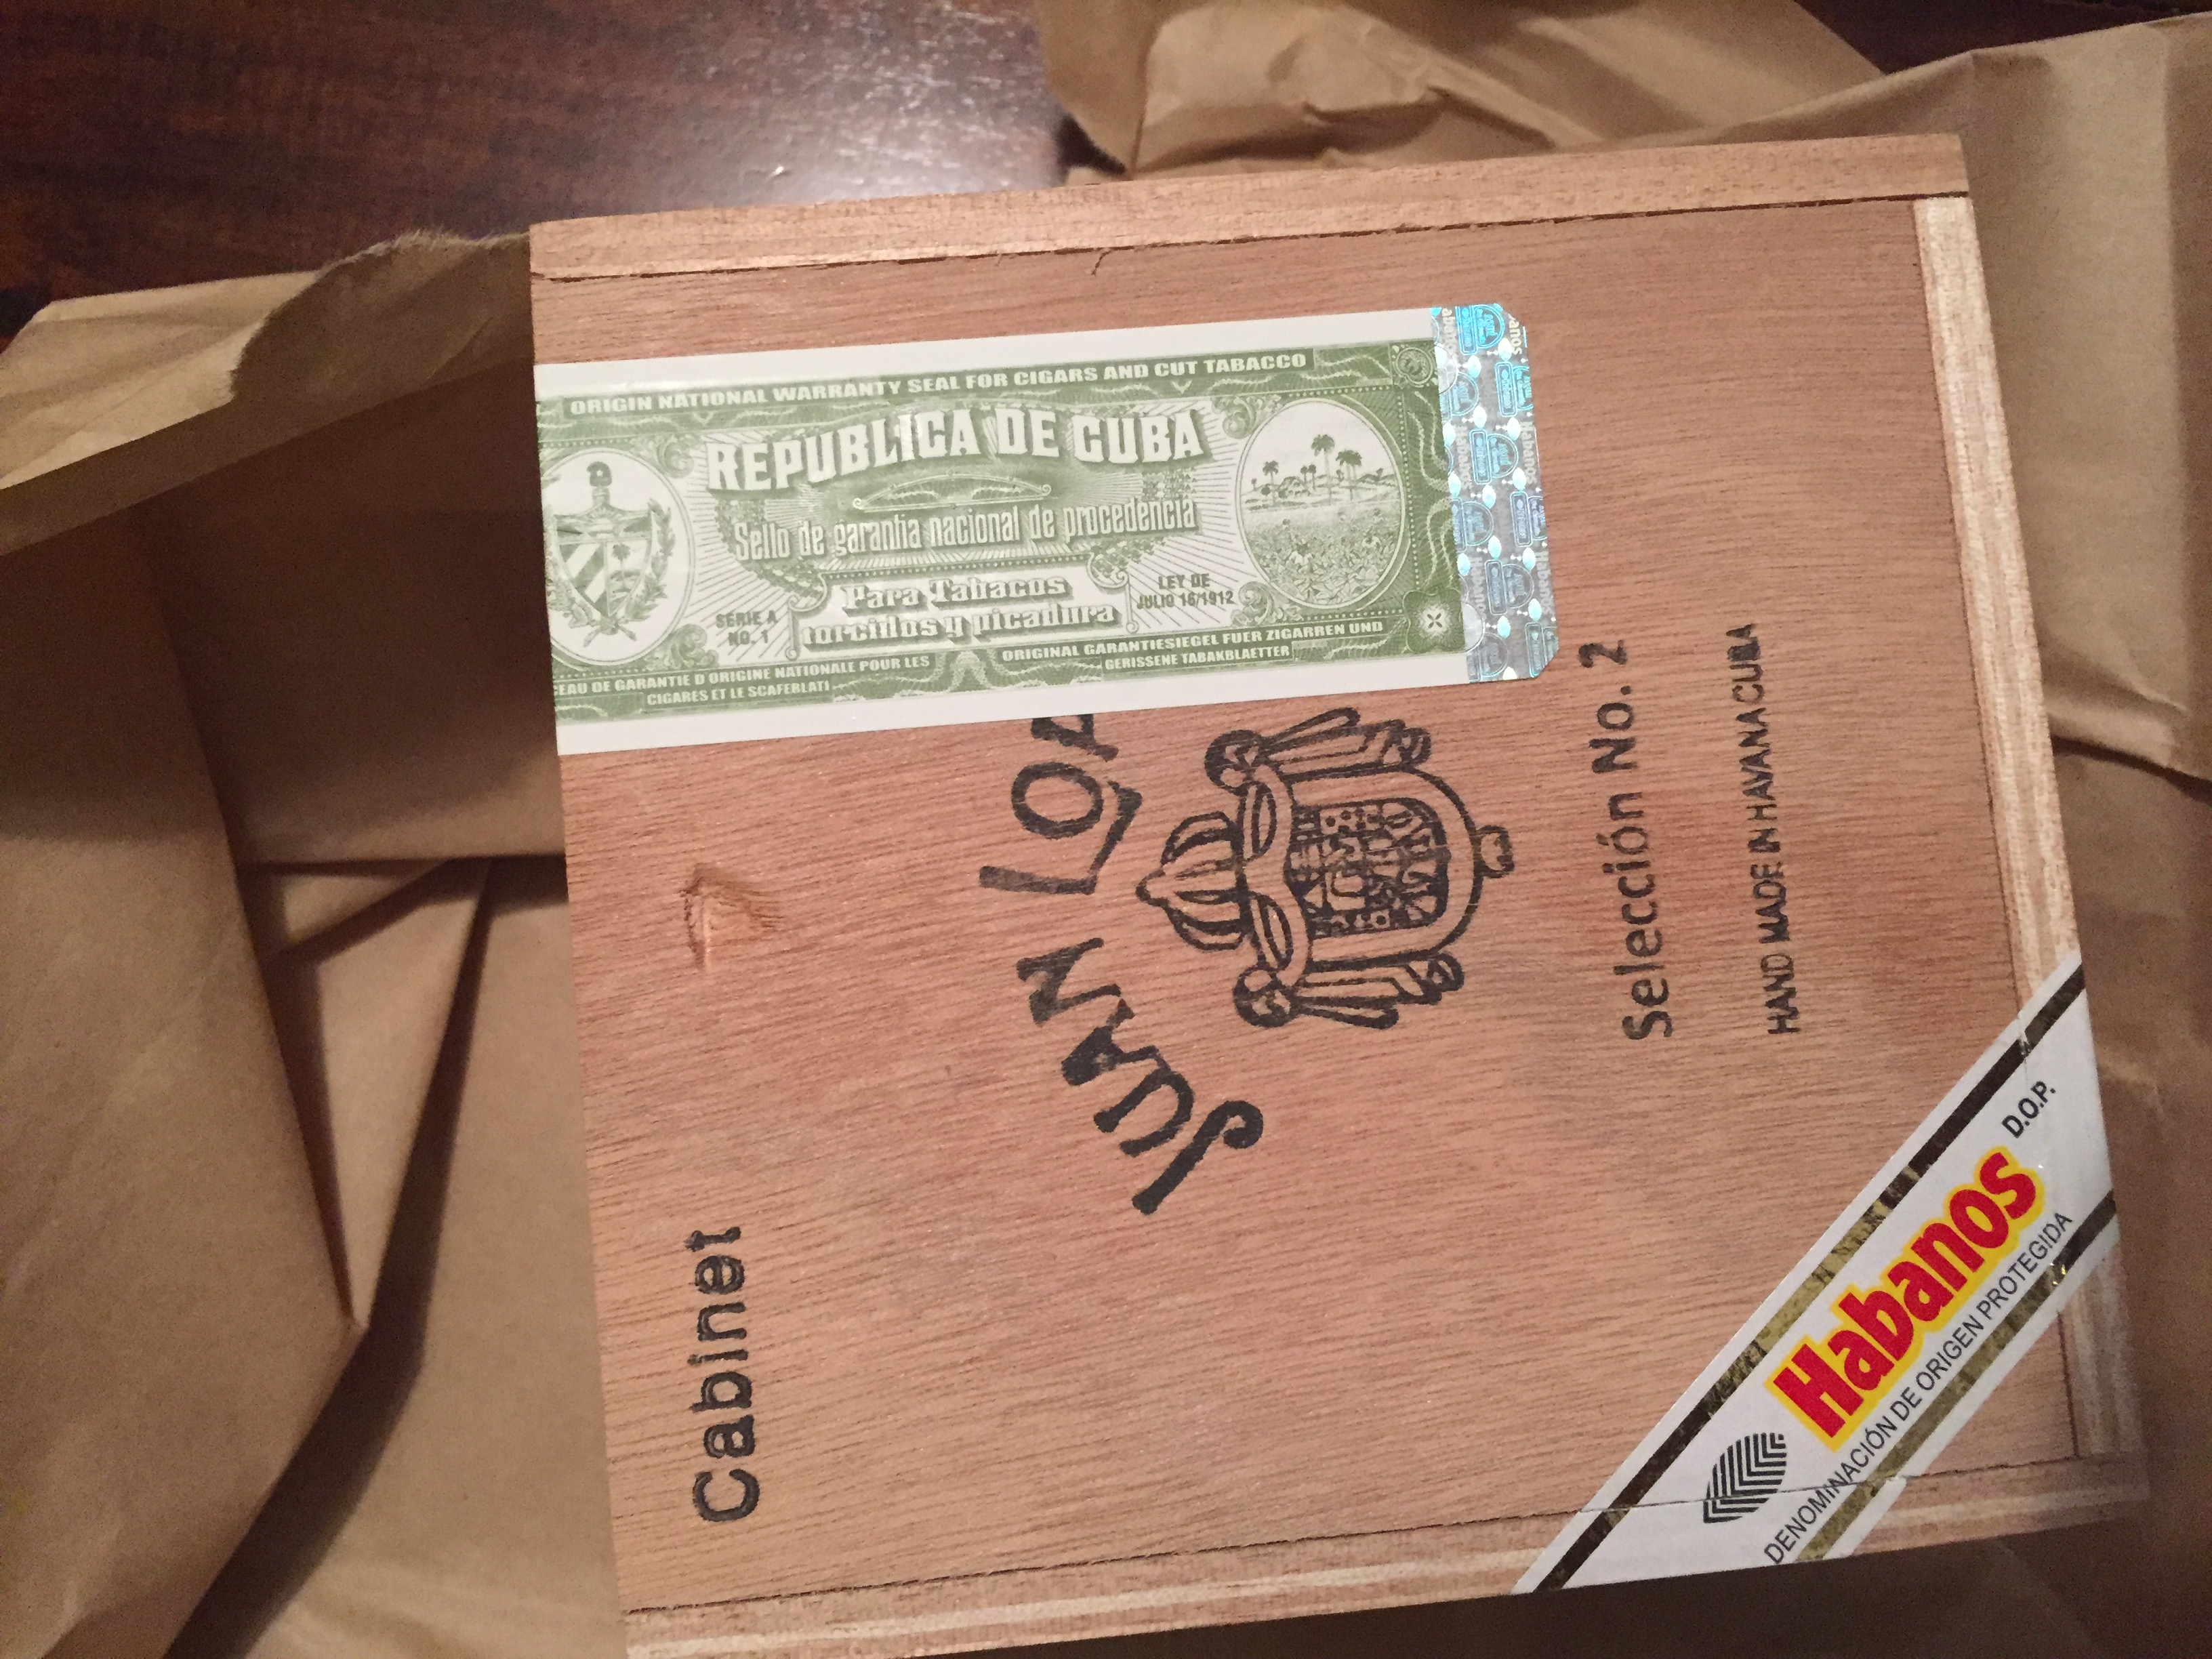 ORIGIN NATIONAL WARRANTY SEAL FOR CIGARS AND CUT TABACCO
REPUBLICA DE CUBA
Sello de garantia nacional de procedencia
Para Tabacos
torcidos y picadura
SERIE A
NO. 1
LEY DE
JULIO 16/1912
EAU DE GARANTIE D'ORIGINE NATIONALE POUR LES
CIGARES ET LE SCAFERLATI
ORIGINAL GARANTIESIEGEL FUER ZIGARREN UND
GERISSENE TABAKBLAETTER
Cabinet
JUAN LOP
Selección No. 2
HAND MADE IN HAVANA CUBA
Habanos D.O.P.
DENOMINACIÓN DE ORIGEN PROTEGIDA